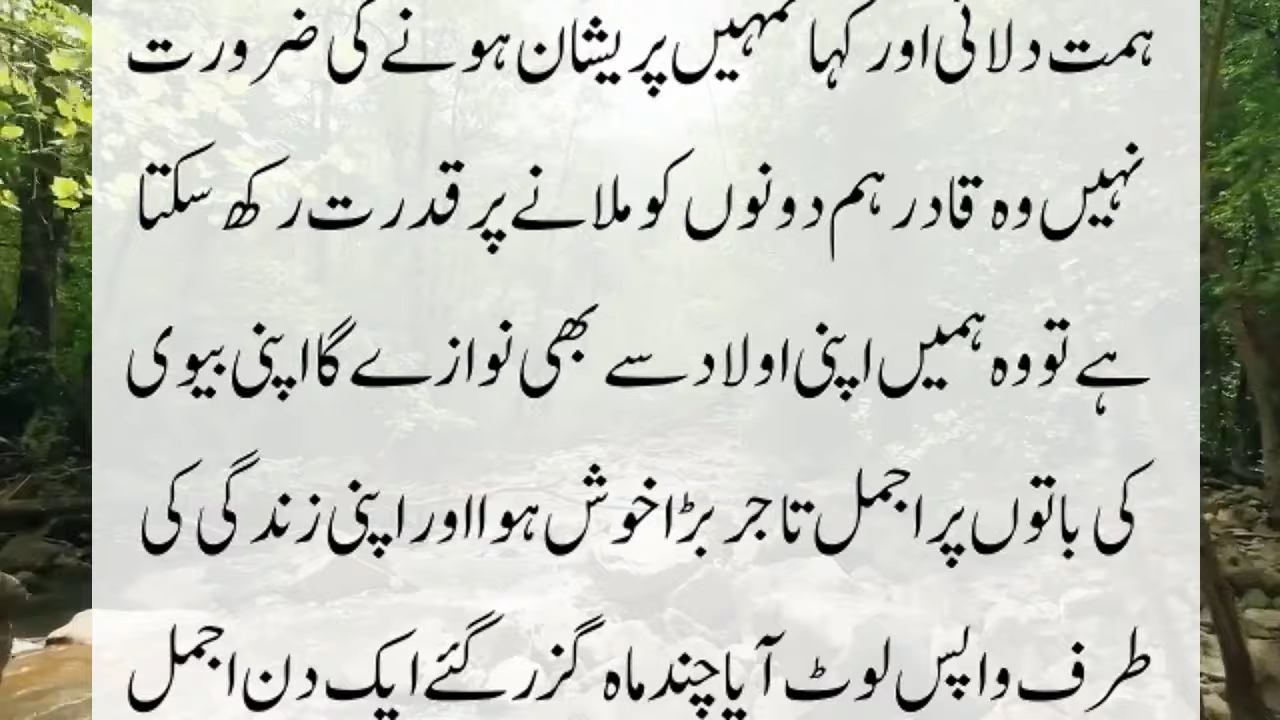 ہمت دلائی اور کہا تمہیں پریشان ہونے کی ضرورت
نہیں وہ قادر ہم دونوں کو ملانے پر قدرت رکھ سکتا
ہے تو وہ ہمیں اپنی اولاد سے بھی نوازے گا اپنی بیوی
کی باتوں پر اجمل تاجر بڑا خوش ہوا اور اپنی زندگی کی
طرف واپس لوٹ آیا چند ماہ گزر گئے ایک دن اجمل